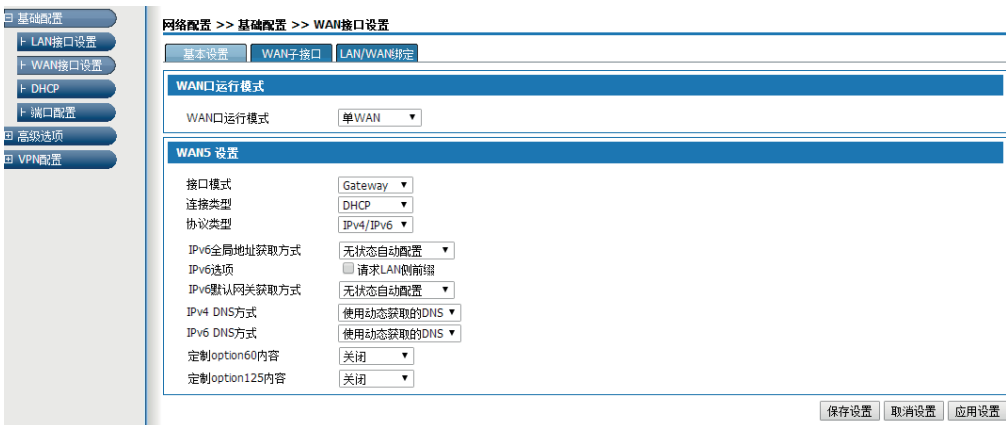 基础配置
LAN接口设置
WAN接口设置
DHCP
端口配置
高级选项
VPN配置
网络配置 >> 基础配置 >> WAN接口设置
基本设置 WAN子接口 LAN/WAN绑定
WAN口运行模式
WAN口运行模式 单WAN
WAN5 设置
接口模式 Gateway
连接类型 DHCP
协议类型 IPv4/IPv6
IPv6全局地址获取方式 无状态自动配置
IPv6选项 请求LAN侧前缀
IPv6默认网关获取方式 无状态自动配置
IPv4 DNS方式 使用动态获取的DNS
IPv6 DNS方式 使用动态获取的DNS
定制option60内容 关闭
定制option125内容 关闭
保存设置 取消设置 应用设置